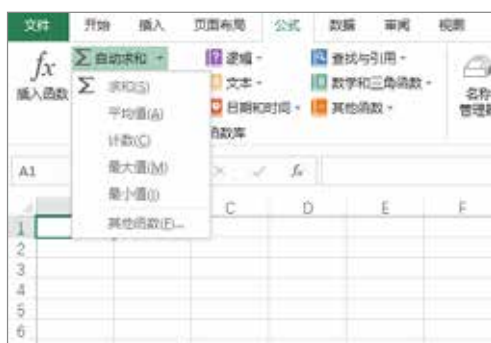 文件 开始 插入 页面布局 公式 数据 审阅 视图
fx 插入函数
Σ 自动求和
逻辑
查找与引用
文本
数学和三角函数
日期和时间
其他函数
名称
函数库
Σ 求和(S)
平均值(A)
计数(C)
最大值(M)
最小值(I)
其他函数(F)...
A1
fx
C D E F
1
2
3
4
5
6